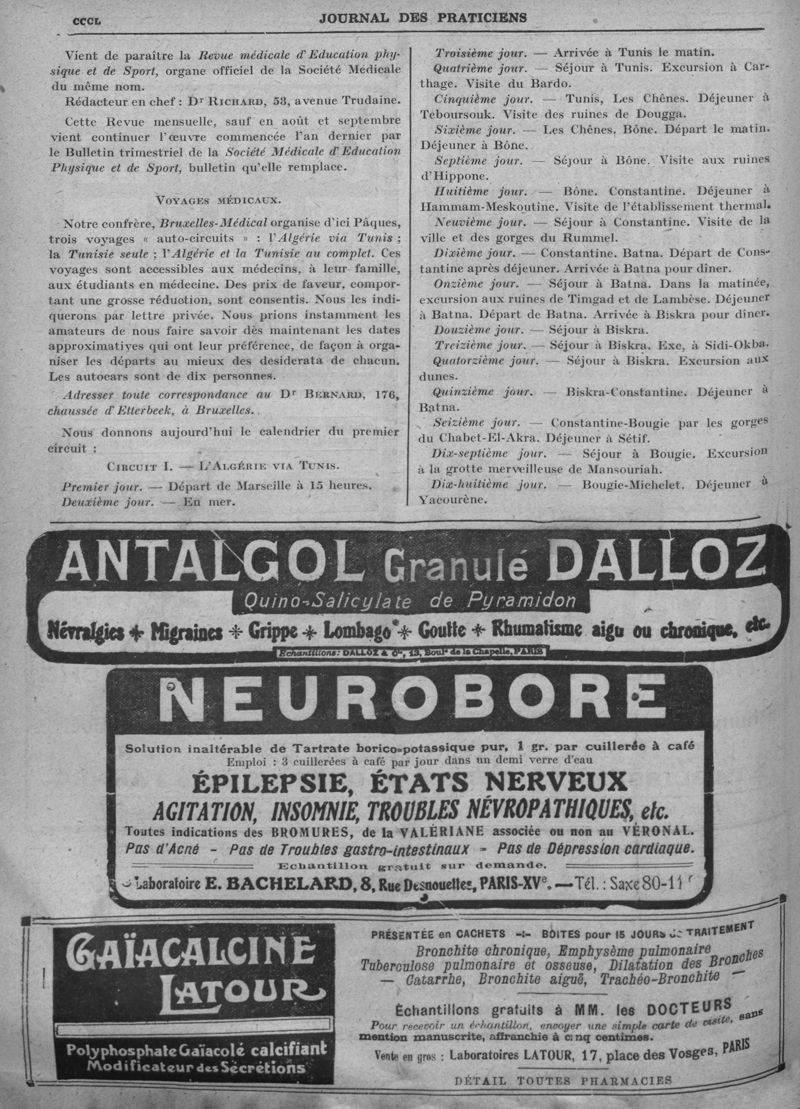 CCCL
JOURNAL DES PRATICIENS
Vient de paraître la Revue médicale d'Education phy-
sique et de Sport, organe officiel de la Société Médicale
du même nom.
Rédacteur en chef : Dr RICHARD, 53, avenue Trudaine.
Cette Revue mensuelle, sauf en août et septembre
vient continuer l'œuvre commencée l'an dernier par
le Bulletin trimestriel de la Société Médicale d'Education
Physique et de Sport, bulletin qu'elle remplace.
VOYAGES MÉDICAUX.
Notre confrère, Bruxelles-Médical organise d'ici Pâques,
trois voyages « auto-circuits » : l'Algérie via Tunis ;
la Tunisie seule ; l'Algérie et la Tunisie au complet. Ces
voyages sont accessibles aux médecins, à leur famille,
aux étudiants en médecine. Des prix de faveur, compor-
tant une grosse réduction, sont consentis. Nous les indi-
querons par lettre privée. Nous prions instamment les
amateurs de nous faire savoir dès maintenant les dates
approximatives qui ont leur préférence, de façon à orga-
niser les départs au mieux des desiderata de chacun.
Les autocars sont de dix personnes.
Adresser toute correspondance au Dr BERNARD, 176,
chaussée d'Etterbeek, à Bruxelles.
Nous donnons aujourd'hui le calendrier du premier
circuit :
CIRCUIT I. — L'ALGÉRIE VIA TUNIS.
Premier jour. — Départ de Marseille à 15 heures.
Deuxième jour. — En mer.
Troisième jour. — Arrivée à Tunis le matin.
Quatrième jour. — Séjour à Tunis. Excursion à Car-
thage. Visite du Bardo.
Cinquième jour. — Tunis, Les Chênes. Déjeuner à
Téboursouk. Visite des ruines de Dougga.
Sixième jour. — Les Chênes. Bône. Départ le matin.
Déjeuner à Bône.
Septième jour. — Séjour à Bône. Visite aux ruines
d'Hippone.
Huitième jour. — Bône. Constantine. Déjeuner à
Hammam-Meskoutine. Visite de l'établissement thermal.
Neuvième jour. — Séjour à Constantine. Visite de la
ville et des gorges du Rummel.
Dixième jour. — Constantine. Batna. Départ de Cons-
tantine après déjeuner. Arrivée à Batna pour dîner.
Onzième jour. — Séjour à Batna. Dans la matinée,
excursion aux ruines de Timgad et de Lambèse. Déjeuner
à Batna. Départ de Batna. Arrivée à Biskra pour dîner.
Douzième jour. — Séjour à Biskra.
Treizième jour. — Séjour à Biskra. Exc, à Sidi-Okba.
Quatorzième jour. — Séjour à Biskra. Excursion aux
dunes.
Quinzième jour. — Biskra-Constantine. Déjeuner à
Batna.
Seizième jour. — Constantine-Bougie par les gorges
du Chabet-El-Akra. Déjeuner à Sétif.
Dix-septième jour. — Séjour à Bougie. Excursion
à la grotte merveilleuse de Mansouriah.
Dix-huitième jour. — Bougie-Michelet. Déjeuner à
Yacourène.
ANTALGOL Granulé DALLOZ
Quino-Salicylate de Pyramidon
Névralgies * Migraines * Grippe * Lombago * Goutte * Rhumatisme aigu ou chronique, etc.
Echantillons: DALLOZ & Cie, 13, Boul. de la Chapelle, PARIS
NEUROBORE
Solution inaltérable de Tartrate borico-potassique pur, 1 gr. par cuillerée à café
Emploi : 3 cuillerées à café par jour dans un demi verre d'eau
ÉPILEPSIE, ÉTATS NERVEUX
AGITATION, INSOMNIE, TROUBLES NÉVROPATHIQUES, etc.
Toutes indications des BROMURES, de la VALÉRIANE associée ou non au VÉRONAL.
Pas d'Acné - Pas de Troubles gastro-intestinaux - Pas de Dépression cardiaque.
Echantillon gratuit sur demande.
Laboratoire E. BACHELARD, 8, Rue Desnouettes, PARIS-XVe. — Tél. : Saxe 80-11
GAÏACALCINE
LATOUR
Polyphosphate Gaïacolé calcifiant
Modificateur des Sécrétions
PRÉSENTÉE en CACHETS -:- BOITES pour 15 JOURS de TRAITEMENT
Bronchite chronique, Emphysème pulmonaire
Tuberculose pulmonaire et osseuse, Dilatation des Bronches
— Catarrhe, Bronchite aiguë, Trachéo-Bronchite —
Échantillons gratuits à MM. les DOCTEURS
Pour recevoir un échantillon, envoyer une simple carte de visite, sans
mention manuscrite, affranchie à cinq centimes.
Vente en gros : Laboratoires LATOUR, 17, place des Vosges, PARIS
DÉTAIL TOUTES PHARMACIES